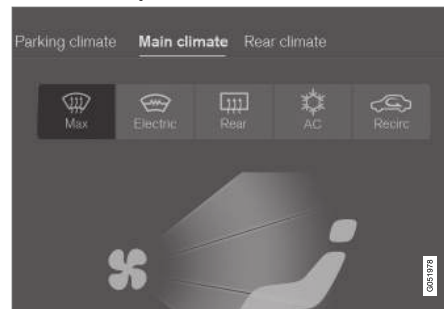 Parking climate Main climate Rear climate
Max Electric Rear AC Recirc
G051978